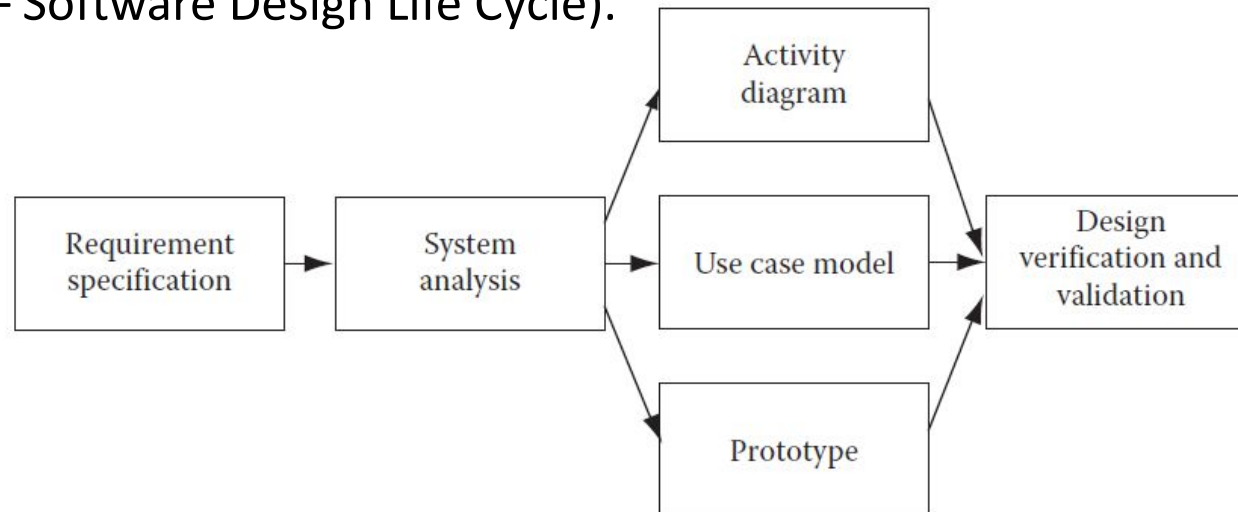 - Software Design Life Cycle).
Activity
diagram
Requirement
specification
System
analysis
Use case model
Design
verification and
validation
Prototype